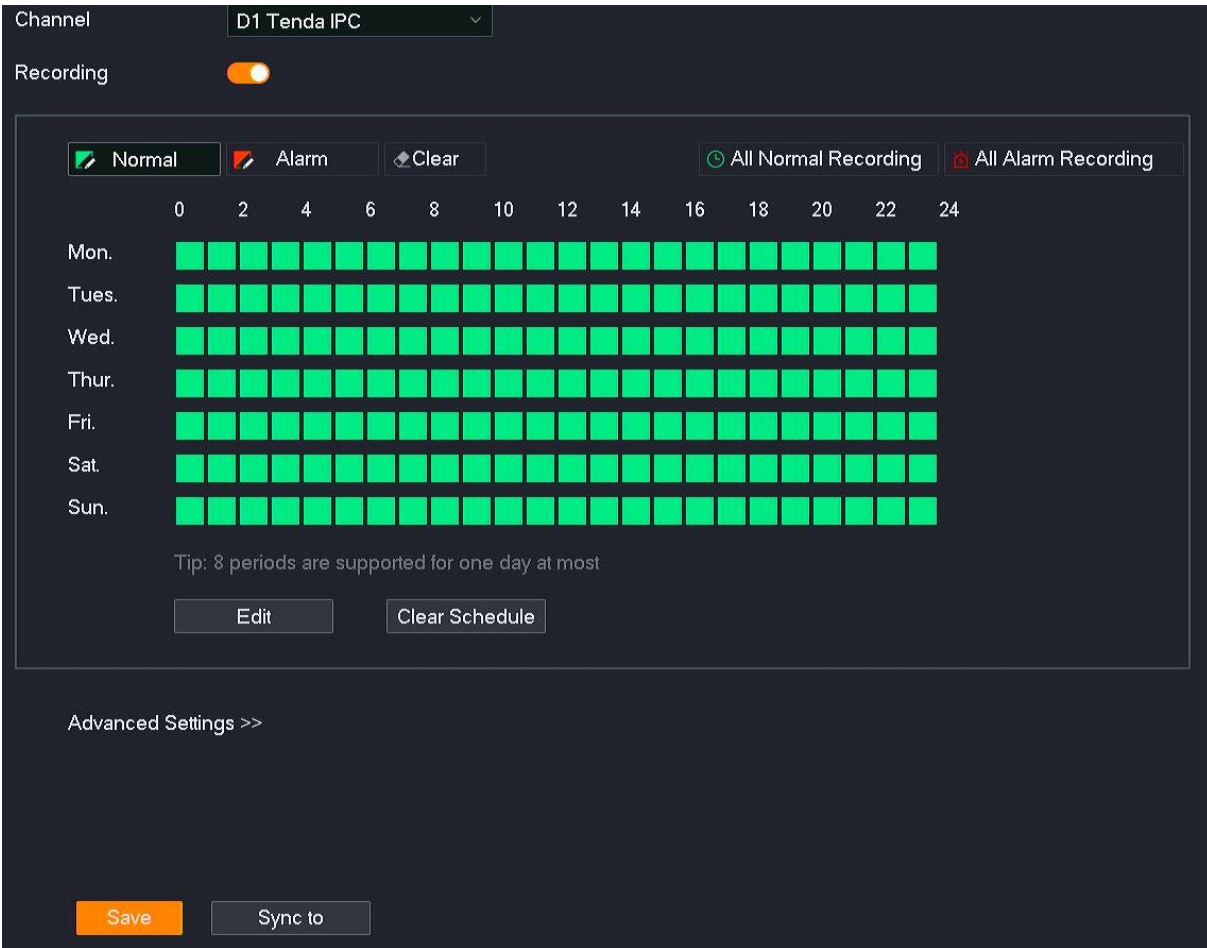 Channel D1 Tenda IPC
Recording
Normal Alarm Clear All Normal Recording All Alarm Recording
0 2 4 6 8 10 12 14 16 18 20 22 24
Mon.
Tues.
Wed.
Thur.
Fri.
Sat.
Sun.
Tip: 8 periods are supported for one day at most
Edit Clear Schedule
Advanced Settings >>
Save Sync to